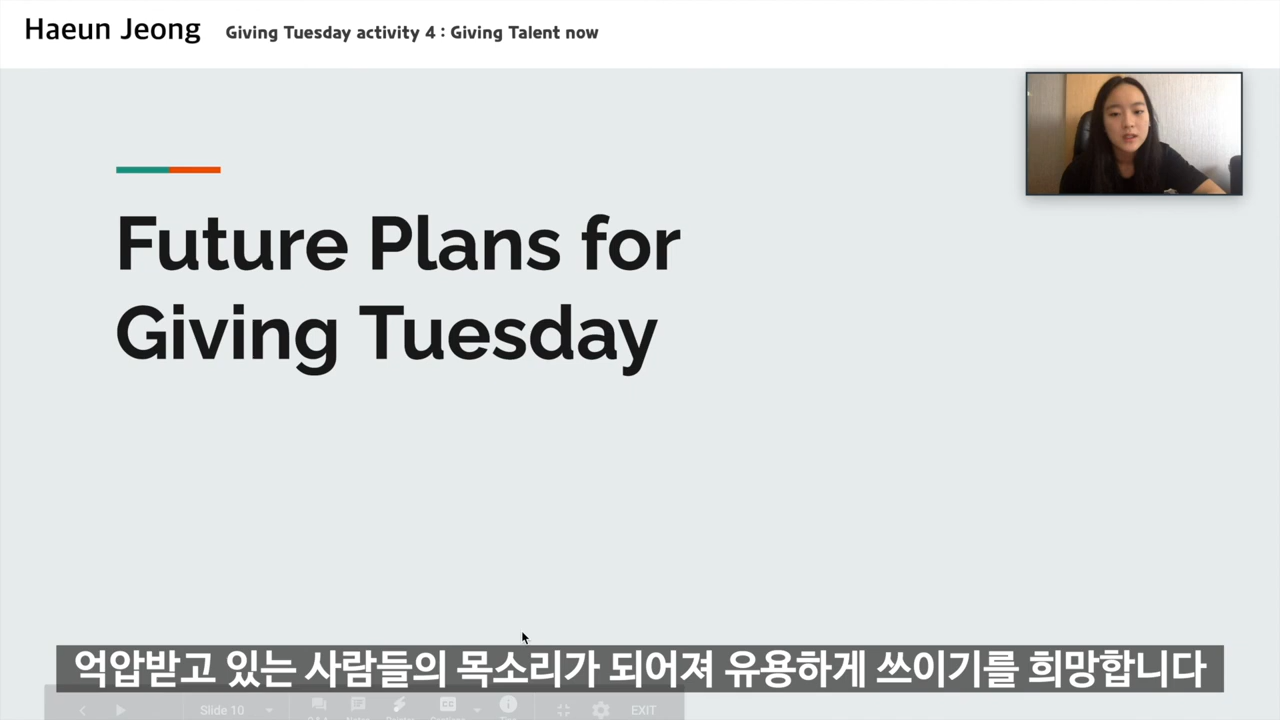 Haeun Jeong Giving Tuesday activity 4 : Giving Talent now
Future Plans for
Giving Tuesday
억압받고 있는 사람들의 목소리가 되어져 유용하게 쓰이기를 희망합니다
Slide 10 EXIT